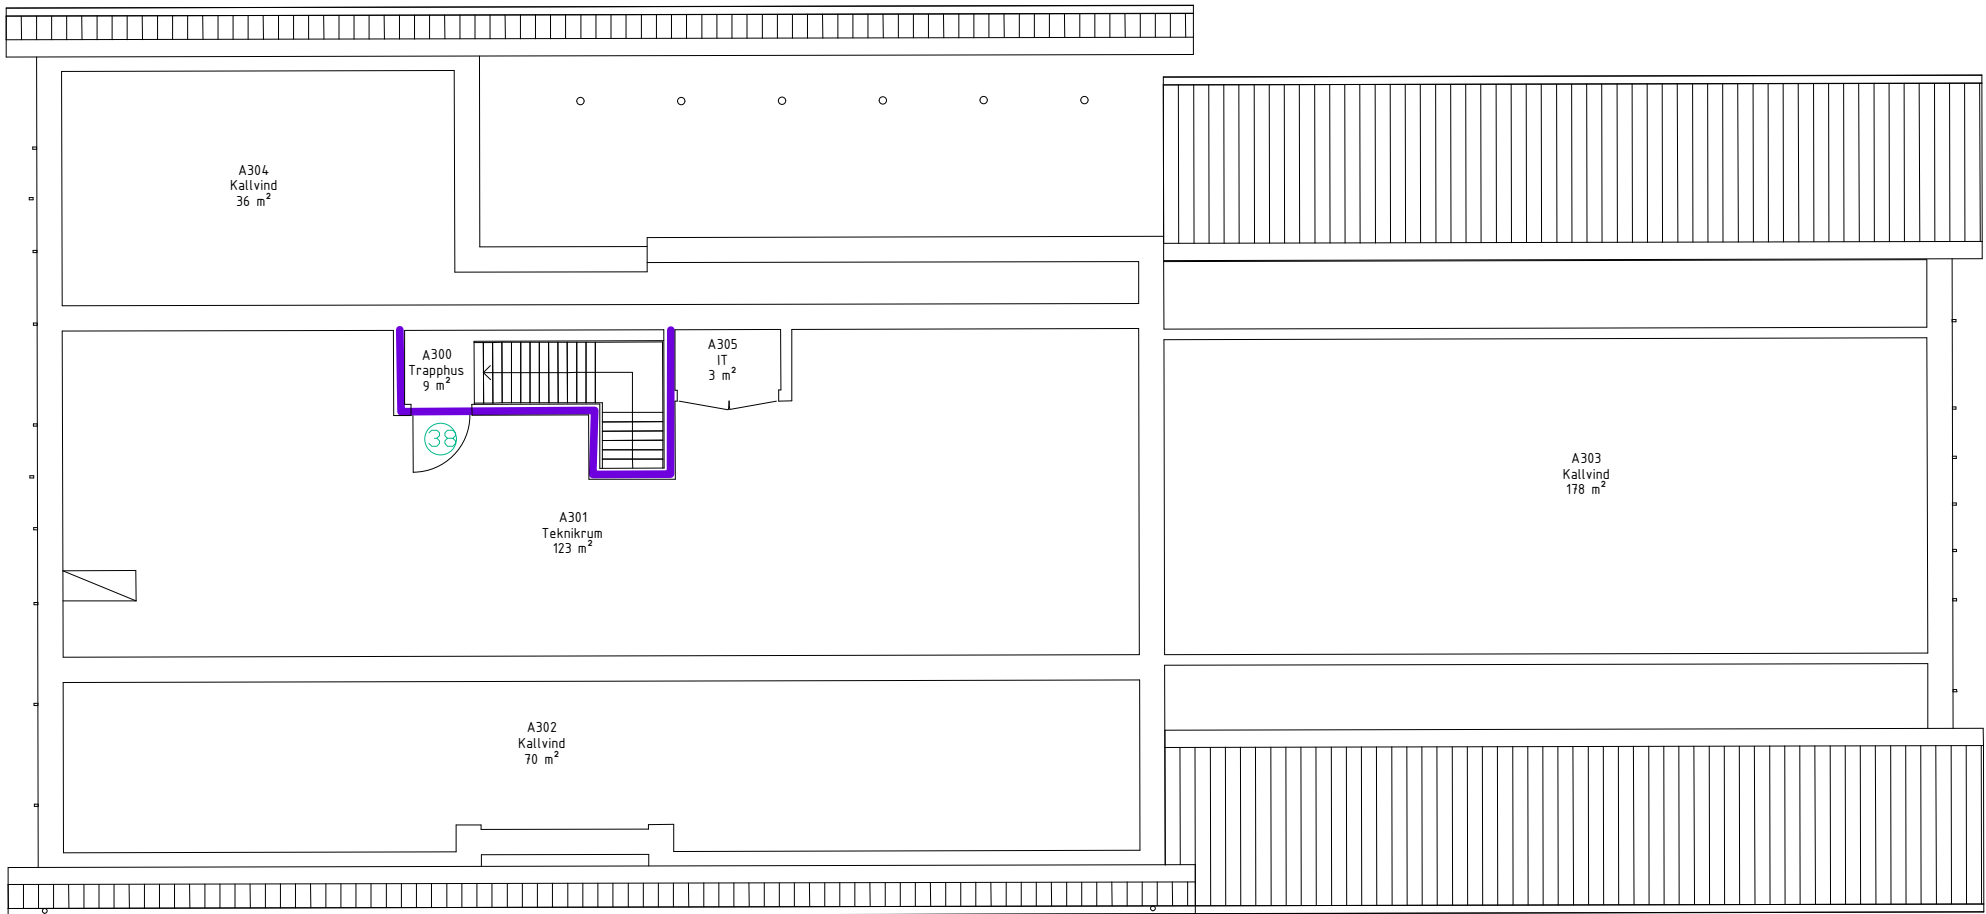 A304
Kallvind
36 m²
A300
Trapphus
9 m²
A305
IT
3 m²
38
A303
Kallvind
178 m²
A301
Teknikrum
123 m²
A302
Kallvind
70 m²